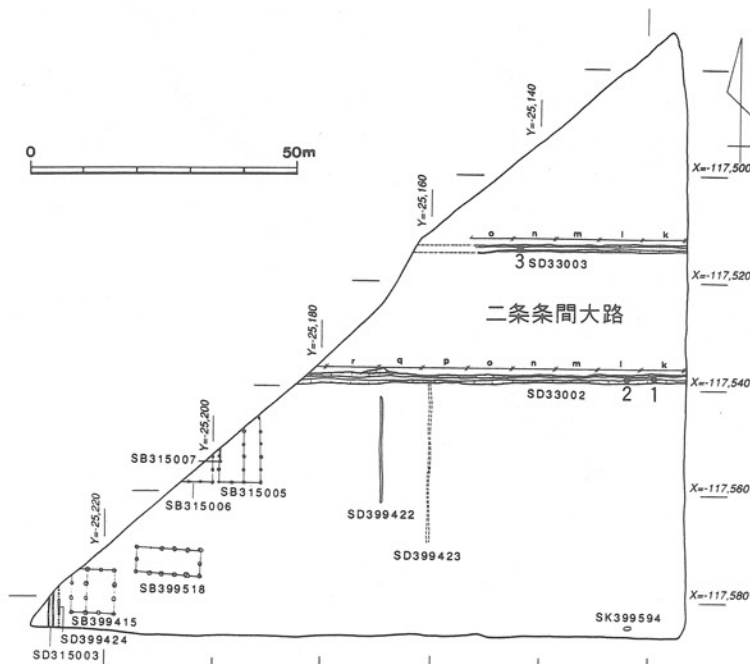 Y=-25,140
0 50m
X=-117,500
Y=-25,160
o n m l k
3 SD33003
X=-117,520
二条条間大路
Y=-25,180
r q p o n m l k
X=-117,540
SD33002 2 1
Y=-25,200
SB315007
SB315005
SB315006
X=-117,560
SD399422
Y=-25,220
SD399423
SB399518
X=-117,580
SB399415
SK399594
SD399424
SD315003